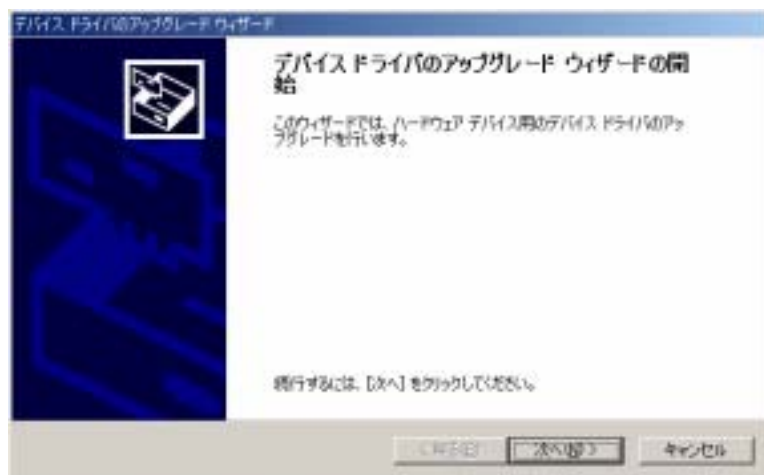 デバイス ドライバのアップグレード ウィザード
デバイス ドライバのアップグレード ウィザードの開
始
このウィザードでは、ハードウェア デバイス用のデバイス ドライバのアッ
プグレードを行います。
続行するには、[次へ] をクリックしてください。
< 戻る(B)
次へ(N) >
キャンセル